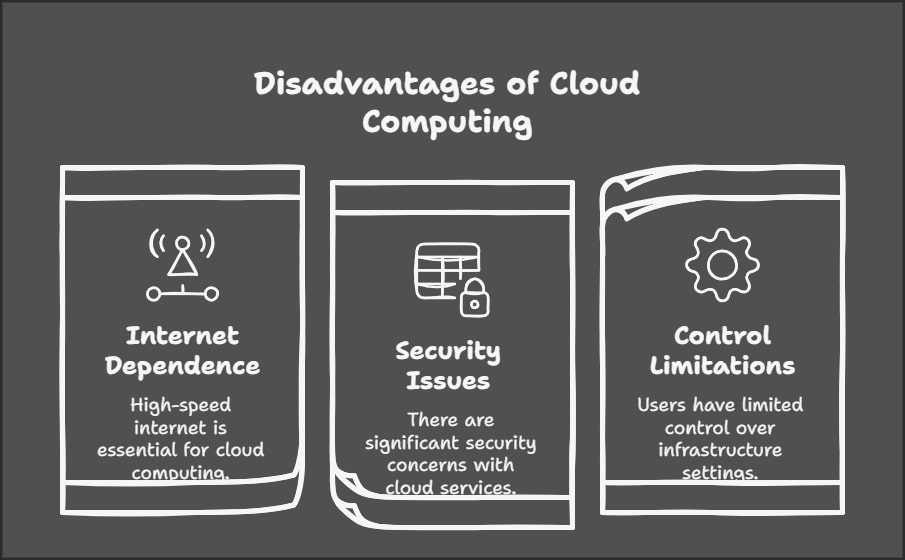 Disadvantages of Cloud
Computing
Internet
Dependence
High-speed
internet is
essential for cloud
computing.
Security
Issues
There are
significant security
concerns with
cloud services.
Control
Limitations
Users have limited
control over
infrastructure
settings.